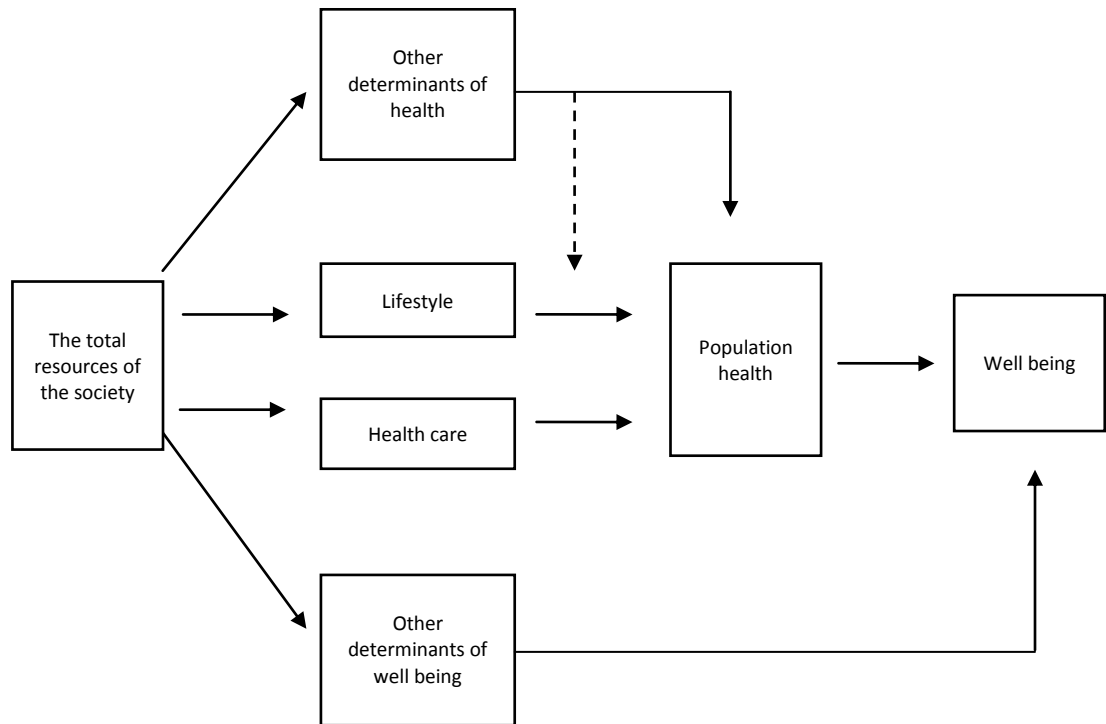 Other
determinants of
health
The total
resources of
the society
Lifestyle
Health care
Population
health
Well being
Other
determinants of
well being